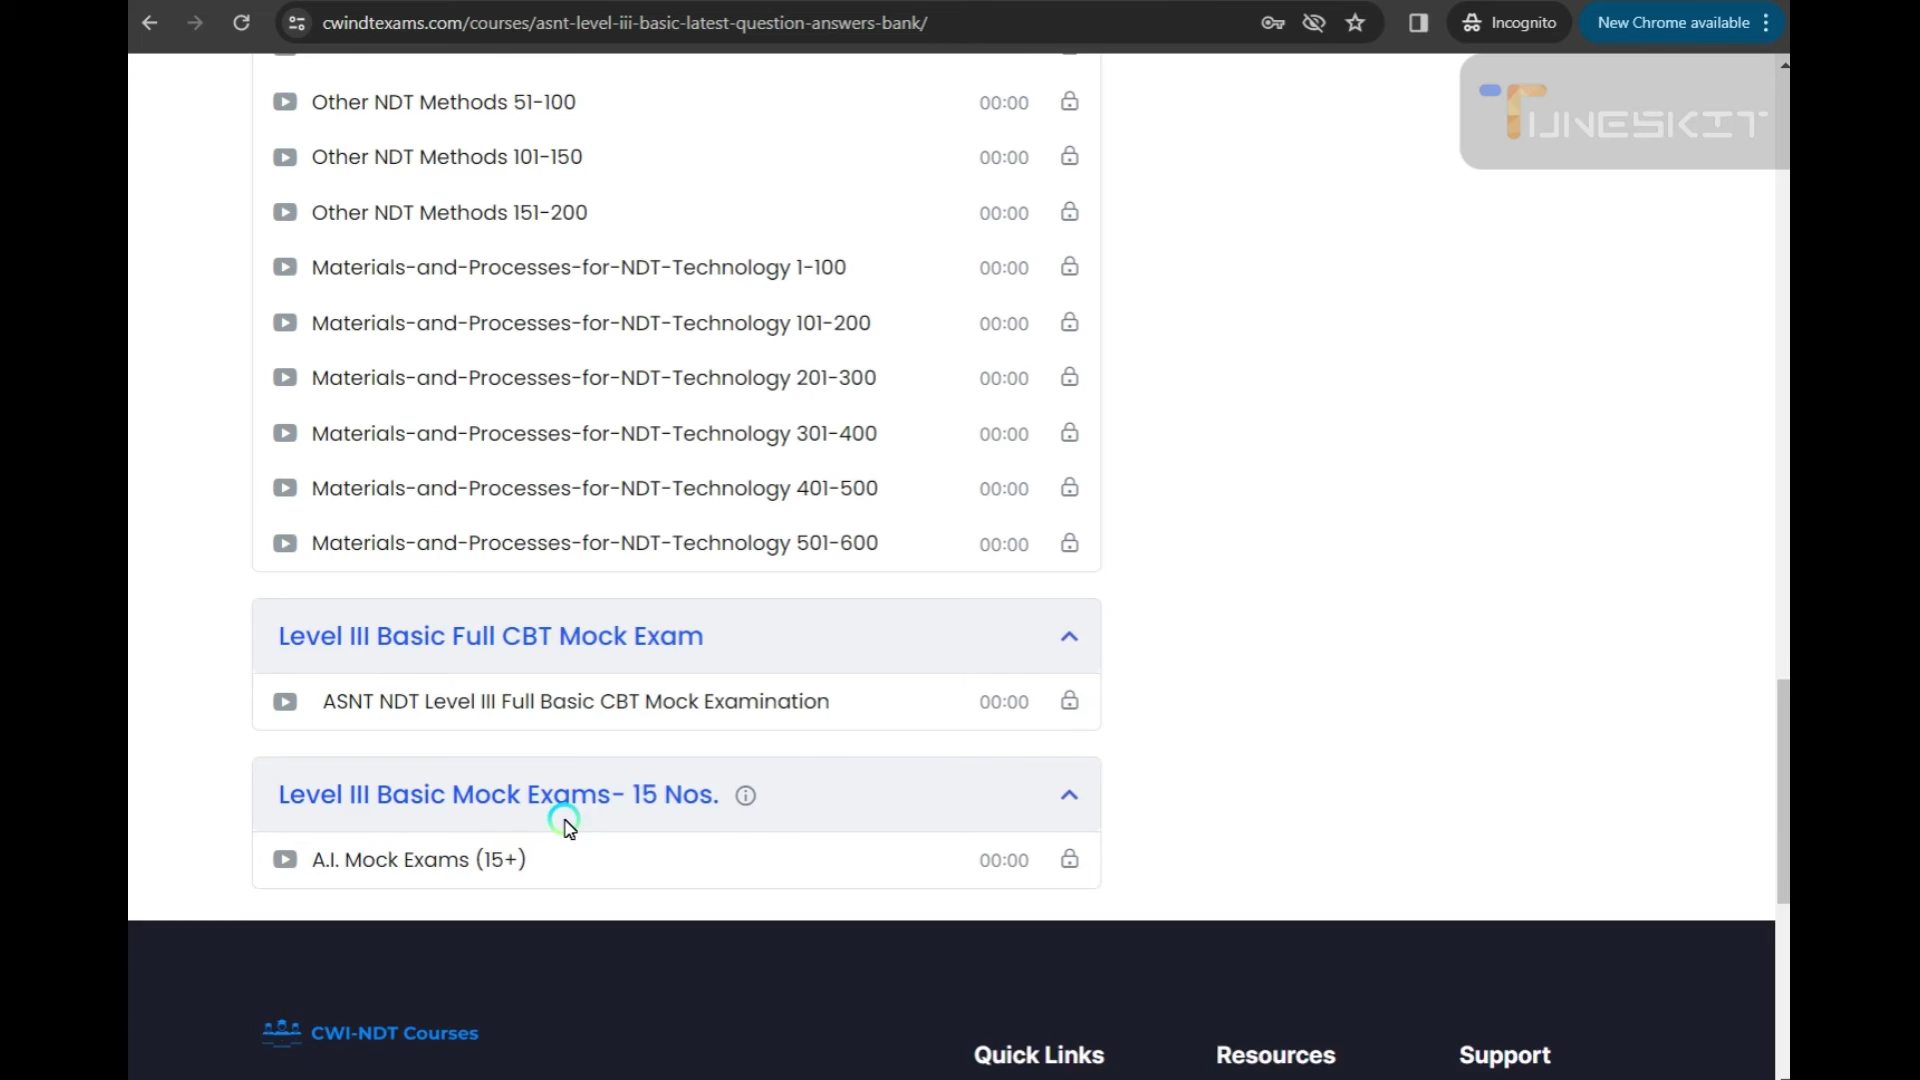 cwindtexams.com/courses/asnt-level-iii-basic-latest-question-answers-bank/
Incognito
New Chrome available
TUNESKIT
Other NDT Methods 51-100 00:00
Other NDT Methods 101-150 00:00
Other NDT Methods 151-200 00:00
Materials-and-Processes-for-NDT-Technology 1-100 00:00
Materials-and-Processes-for-NDT-Technology 101-200 00:00
Materials-and-Processes-for-NDT-Technology 201-300 00:00
Materials-and-Processes-for-NDT-Technology 301-400 00:00
Materials-and-Processes-for-NDT-Technology 401-500 00:00
Materials-and-Processes-for-NDT-Technology 501-600 00:00
Level III Basic Full CBT Mock Exam
ASNT NDT Level III Full Basic CBT Mock Examination 00:00
Level III Basic Mock Exams- 15 Nos.
A.I. Mock Exams (15+) 00:00
CWI-NDT Courses
Quick Links Resources Support